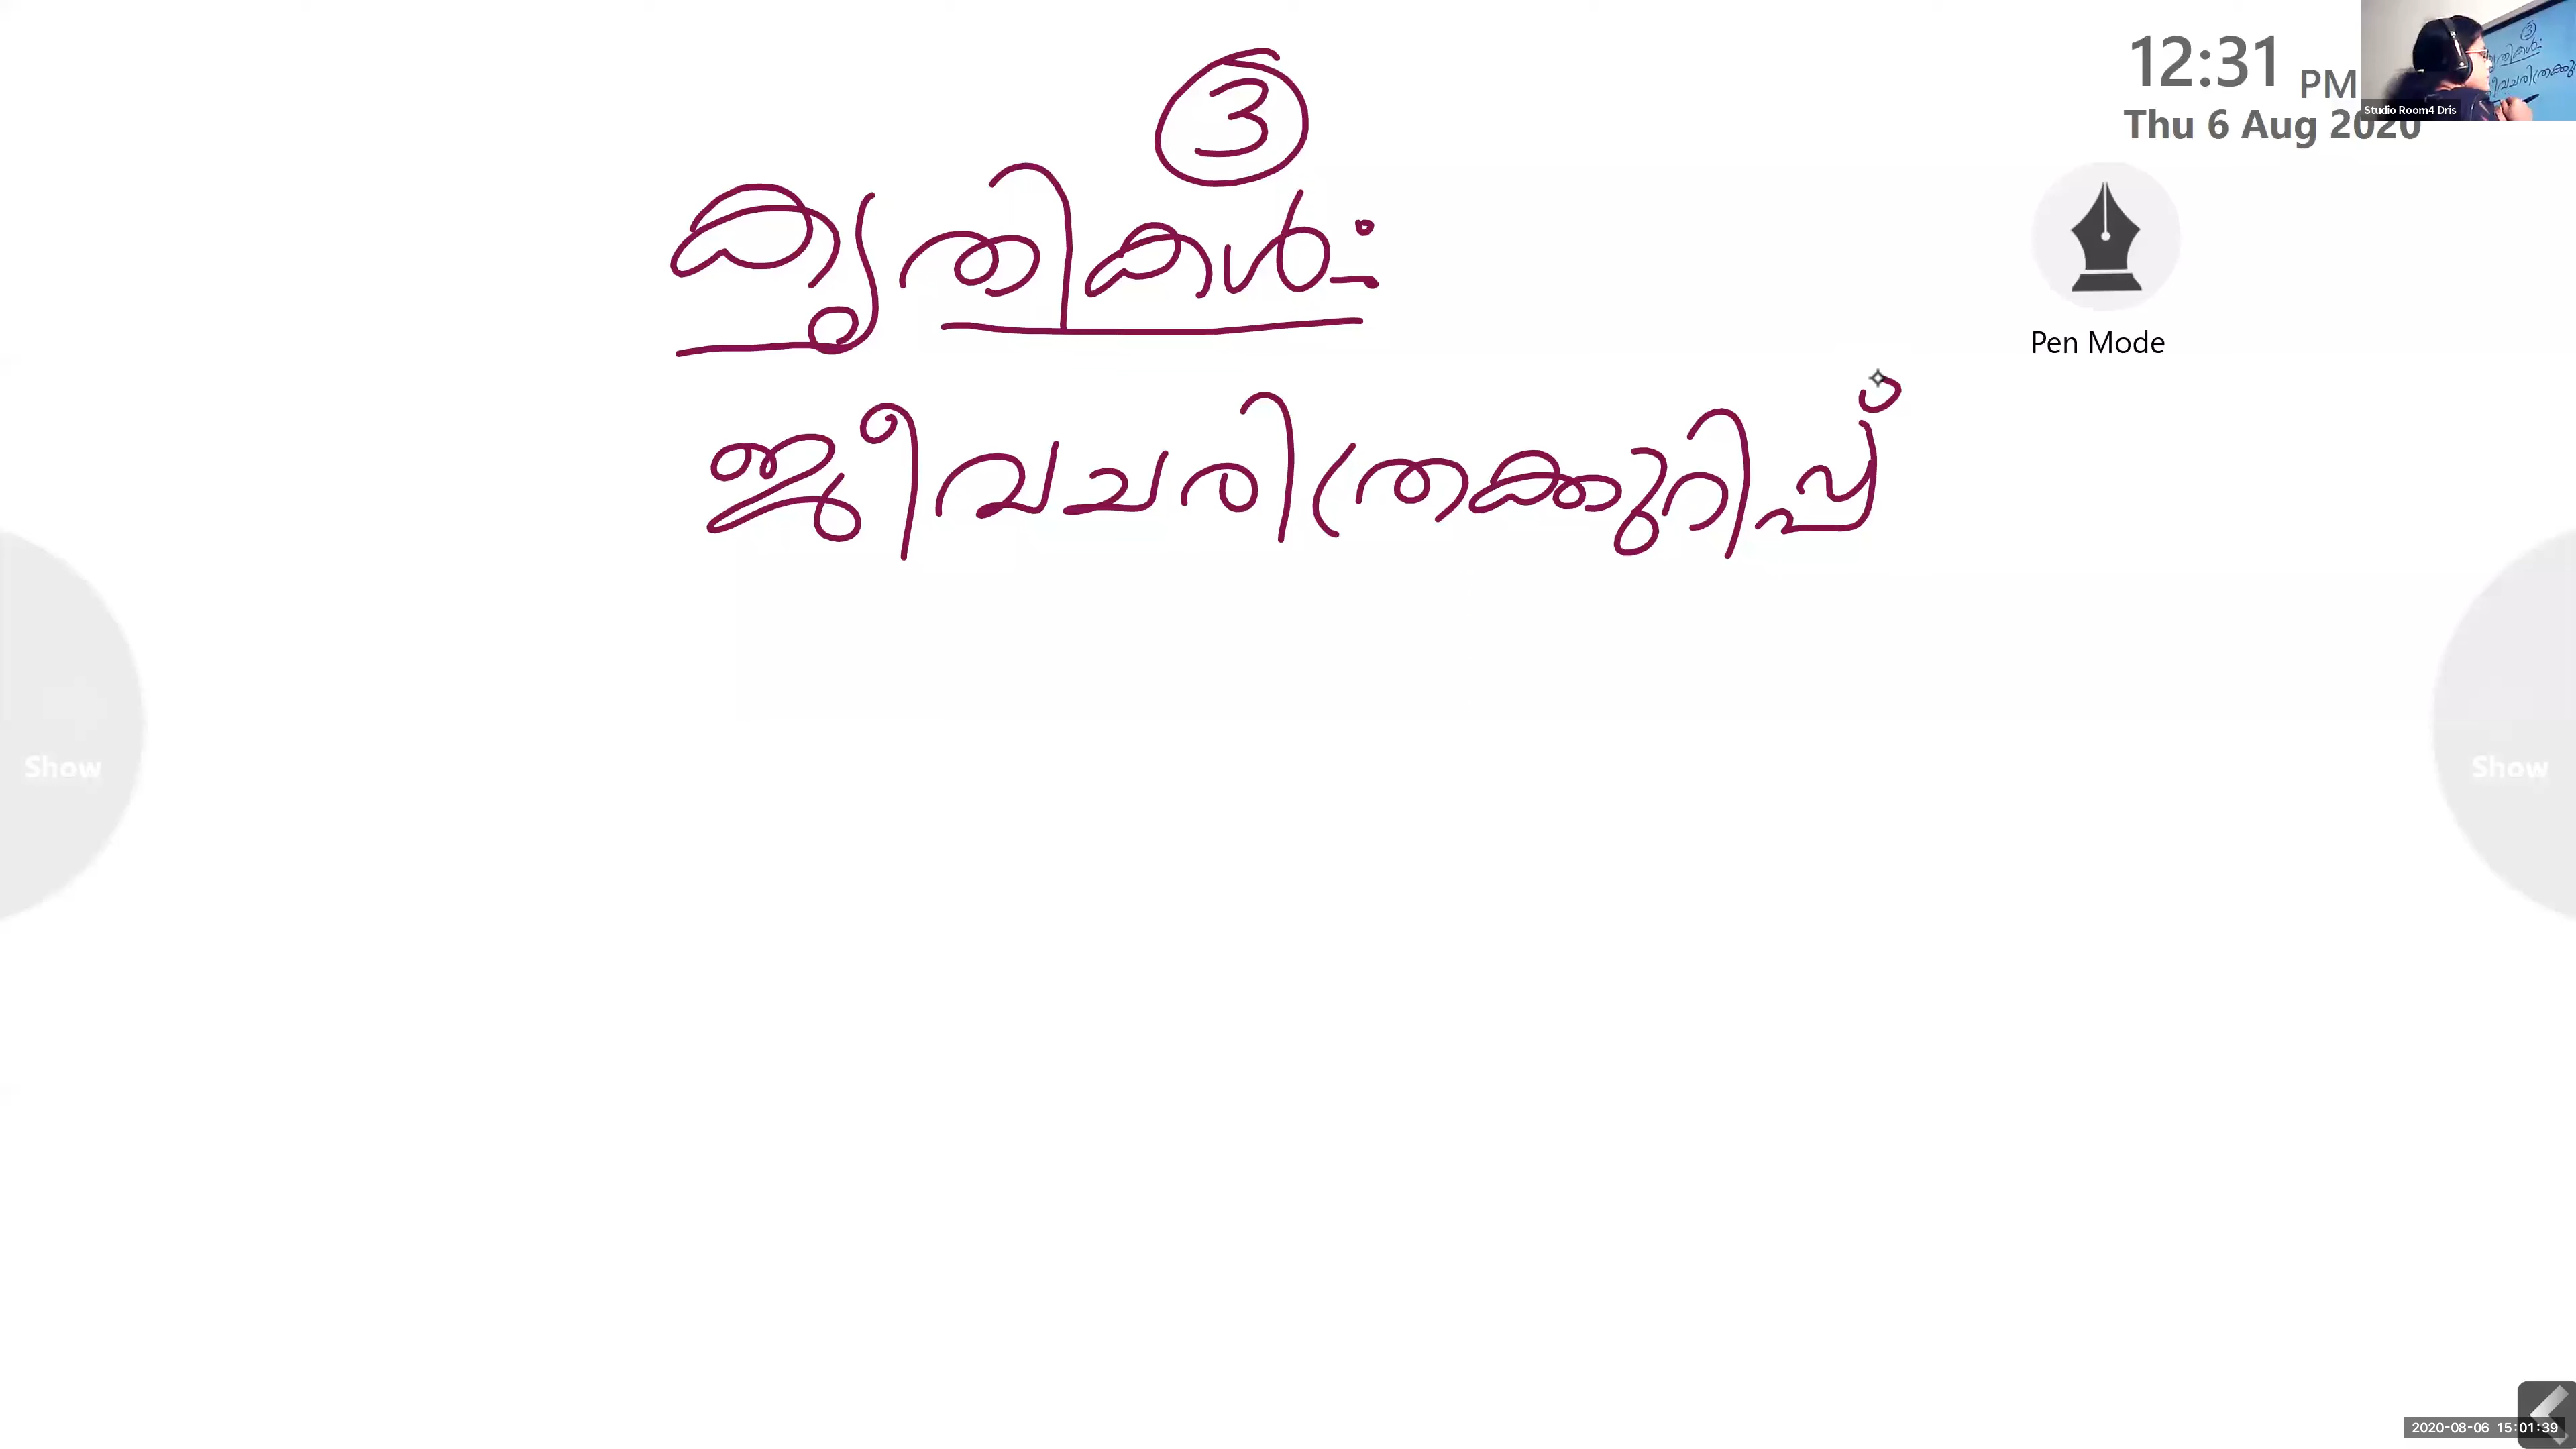 3
12:31 PM
Thu 6 Aug 2020
Studio Room4 Dris
കൃതികൾ:-
Pen Mode
ജീവചരിത്രക്കുറിപ്പ്
Show
Show
2020-08-06 15:01:39